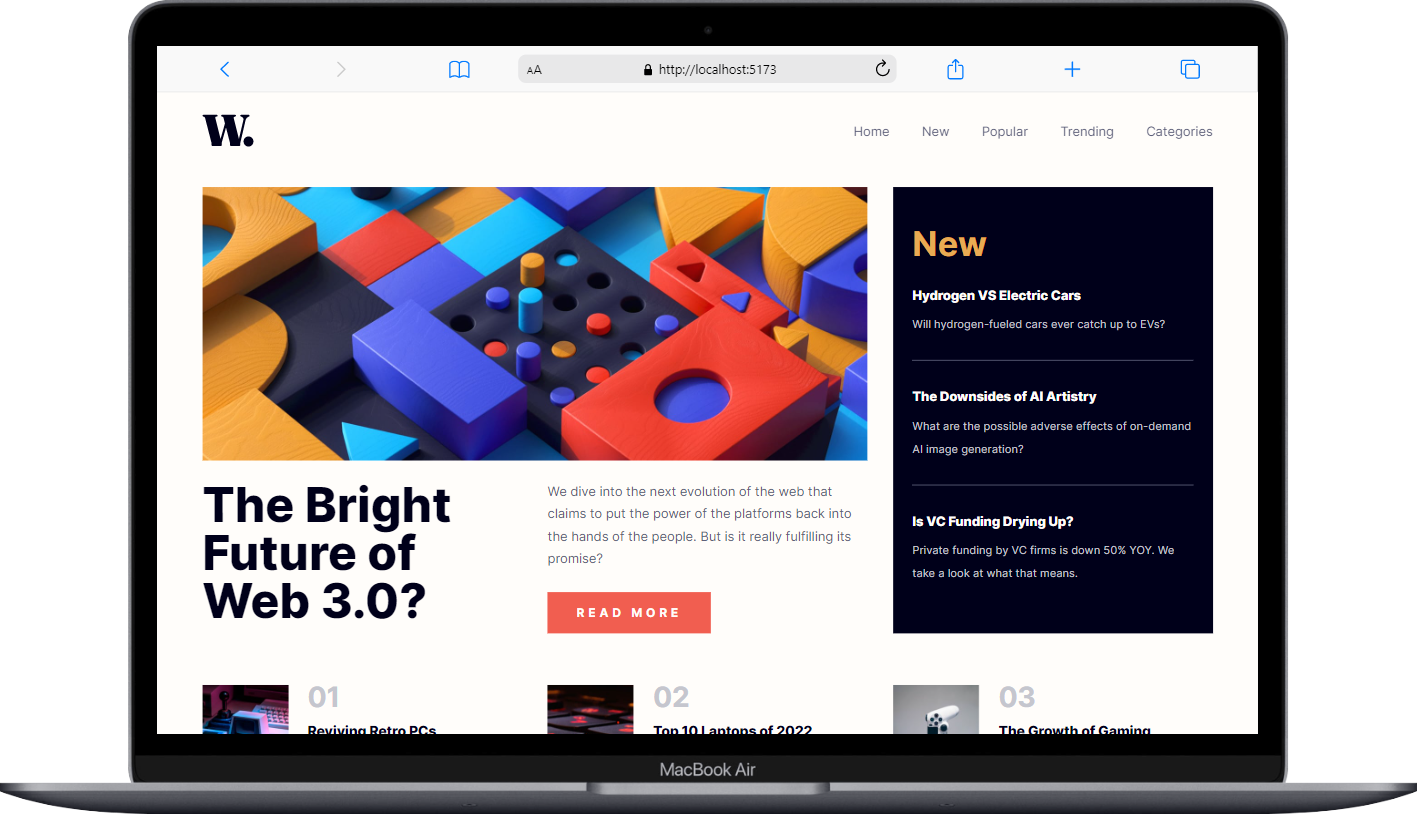 AA
http://localhost:5173
W.
Home New Popular Trending Categories
New
Hydrogen VS Electric Cars
Will hydrogen-fueled cars ever catch up to EVs?
The Downsides of AI Artistry
What are the possible adverse effects of on-demand
AI image generation?
Is VC Funding Drying Up?
Private funding by VC firms is down 50% YOY. We
take a look at what that means.
The Bright
Future of
Web 3.0?
We dive into the next evolution of the web that
claims to put the power of the platforms back into
the hands of the people. But is it really fulfilling its
promise?
READ MORE
01
Reviving Retro PCs
02
Top 10 Laptops of 2022
03
The Growth of Gaming
MacBook Air